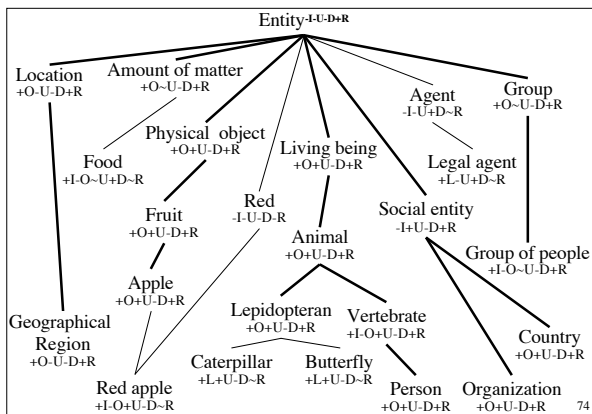 Entity-I-U-D+R
Location
+O-U-D+R
Amount of matter
+O~U-D+R
Agent
-I-U+D~R
Group
+O~U-D+R
Physical  object
+O+U-D+R
Living being
+O+U-D+R
Food
+I-O~U+D~R
Legal agent
+L-U+D~R
Red
-I-U-D-R
Fruit
+O+U-D+R
Social entity
-I+U-D+R
Animal
+O+U-D+R
Group of people
+I-O~U-D+R
Apple
+O+U-D+R
Geographical
Region
+O-U-D+R
Lepidopteran
+O+U-D+R
Vertebrate
+I-O+U-D+R
Country
+O+U-D+R
Caterpillar
+L+U-D~R
Butterfly
+L+U-D~R
Red apple
+I-O+U-D~R
Person
+O+U-D+R
Organization
+O+U-D+R
74